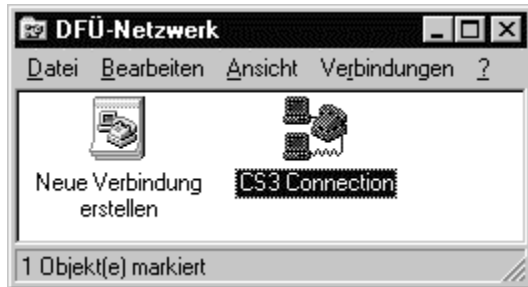 DFÜ-Netzwerk
Datei Bearbeiten Ansicht Verbindungen ?
Neue Verbindung
erstellen
CS3 Connection
1 Objekt(e) markiert